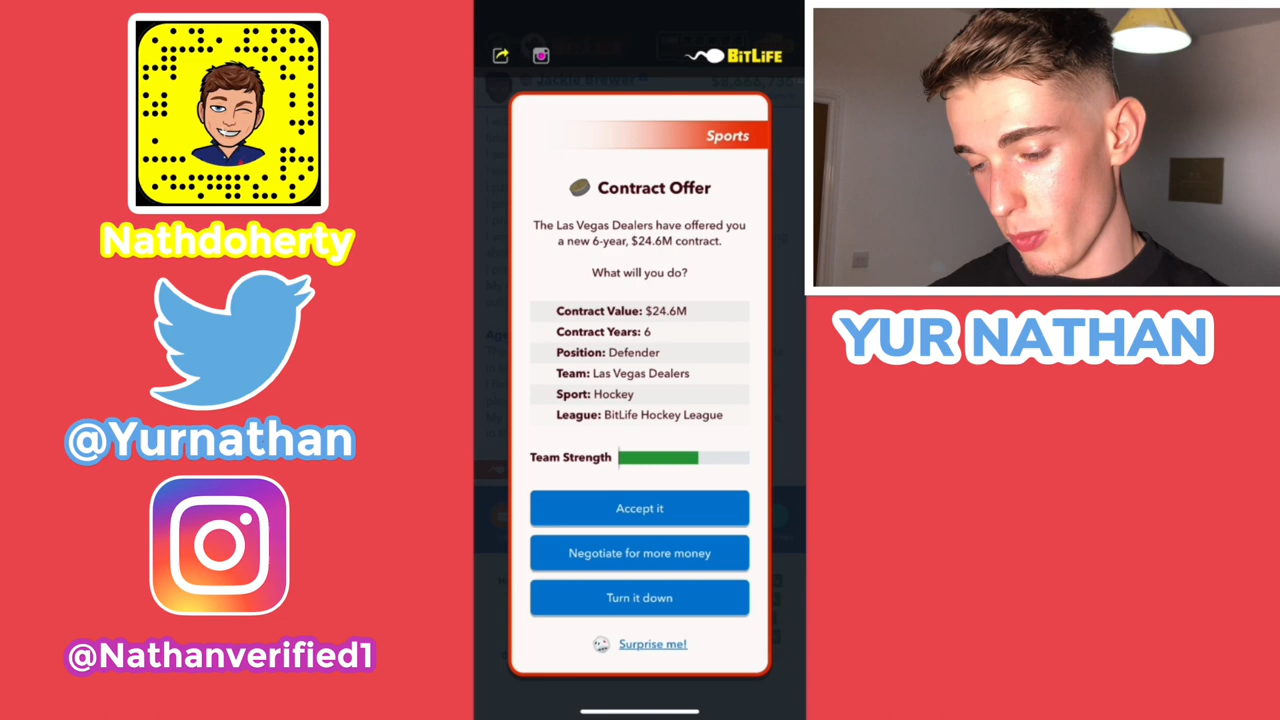 Nathdoherty
@Yurnathan
@Nathanverified1
BITLIFE
Jackie Brewar
Sports
Contract Offer
The Las Vegas Dealers have offered you
a new 6-year, $24.6M contract.
What will you do?
Contract Value: $24.6M
Contract Years: 6
Position: Defender
Team: Las Vegas Dealers
Sport: Hockey
League: BitLife Hockey League
Team Strength
Accept it
Negotiate for more money
Turn it down
Surprise me!
YUR NATHAN